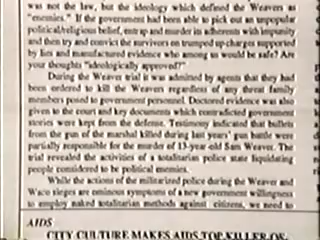 was not the law, but the ideology which defined the Weavers as
"enemies." If the government had been able to pick out an unpopular
political/religious belief, entrap and murder its adherents with impunity
and then try and convict the survivors on trumped up charges supported
by lies and manufactured evidence who among us would be safe? Are
your thoughts "ideologically approved?"
During the Weaver trial it was admitted by agents that they had
been ordered to kill the Weavers regardless of any threat family
members posed to government personnel. Doctored evidence was also
given to the court and key documents which contradicted government
stories were kept from the defense. Testimony indicated that bullets
from the gun of the marshal killed during last years' gun battle were
partially responsible for the murder of 13-year old Sam Weaver. The
trial revealed the activities of a totalitarian police state liquidating
people considered to be political enemies.
While the actions of the militarized police during the Weaver and
Waco sieges are ominous symptoms of a new government willingness
to employ naked totalitarian methods against citizens, we need to
AIDS
CITY CULTURE MAKES AIDS TOP KILLER OF